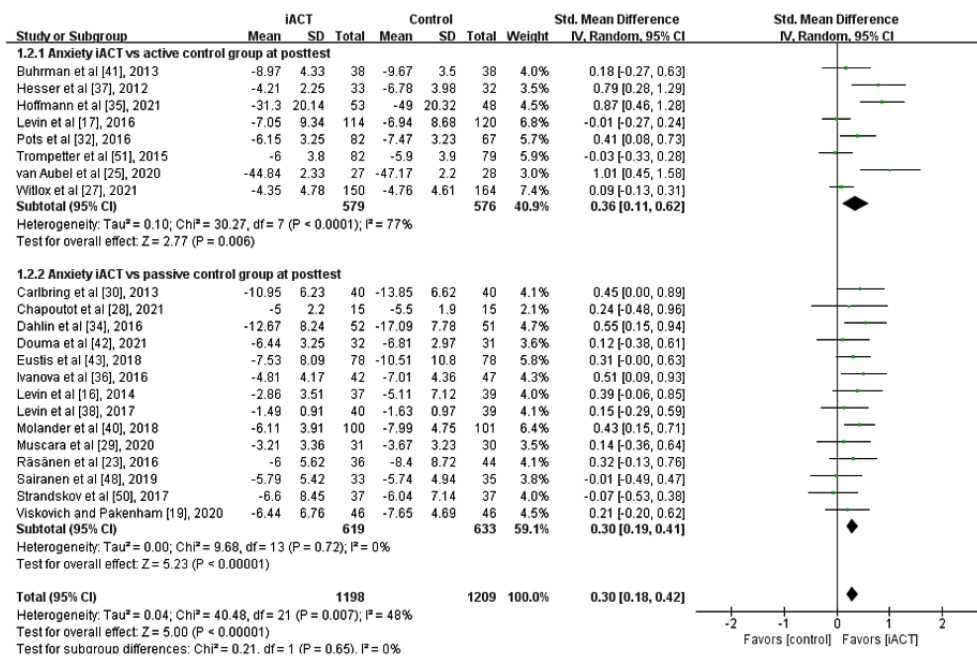 iACT Control Std. Mean Difference Std. Mean Difference
Study or Subgroup Mean SD Total Mean SD Total Weight IV, Random, 95% CI IV, Random, 95% CI
1.2.1 Anxiety iACT vs active control group at posttest
Buhrman et al [41], 2013 -8.97 4.33 38 -9.67 3.5 38 5.2% 0.18 [-0.27, 0.63]
Hesser et al [37], 2012 -4.21 2.25 33 -6.78 3.98 32 4.5% 0.79 [0.28, 1.29]
Hoffmann et al [35], 2021 -31.3 20.14 53 -49 20.32 48 5.7% 0.87 [0.46, 1.28]
Levin et al [17], 2016 -7.05 9.34 114 -6.94 8.68 120 6.8% -0.01 [-0.27, 0.24]
Pots et al [32], 2016 -6.15 3.25 82 -7.47 3.23 67 4.4% 0.41 [0.08, 0.73]
Trompetter et al [51], 2015 -6 3.8 82 -5.9 3.9 79 5.0% -0.03 [-0.33, 0.28]
van Aubel et al [25], 2020 -44.84 2.33 27 -47.17 2.2 28 2.0% 1.01 [0.45, 1.58]
Witlox et al [27], 2021 -4.35 4.78 150 -4.76 4.61 164 7.4% 0.09 [-0.13, 0.31]
Subtotal (95% CI) 579 576 40.9% 0.36 [0.11, 0.62]
Heterogeneity: Tau² = 0.10; Chi² = 30.27, df = 7 (P < 0.0001); I² = 77%
Test for overall effect: Z = 2.77 (P = 0.006)
1.2.2 Anxiety iACT vs passive control group at posttest
Carlbring et al [30], 2013 -10.95 6.23 40 -13.85 6.62 40 4.1% 0.45 [0.00, 0.89]
Chapoutot et al [28], 2021 -5 2.2 15 -5.5 1.9 15 2.1% 0.24 [-0.48, 0.96]
Dahlin et al [34], 2016 -12.67 8.24 52 -17.09 7.78 51 4.8% 0.55 [0.15, 0.94]
Douma et al [42], 2021 -6.44 3.25 32 -6.81 2.97 31 3.6% 0.12 [-0.38, 0.61]
Eustis et al [43], 2018 -7.53 8.09 78 -10.51 10.8 78 6.1% 0.31 [-0.00, 0.63]
Ivanova et al [36], 2016 -4.81 4.17 42 -7.01 4.36 47 4.4% 0.51 [0.09, 0.93]
Levin et al [16], 2014 -2.86 3.51 37 -5.11 7.12 39 4.0% 0.39 [-0.06, 0.85]
Levin et al [38], 2017 -1.49 0.91 40 -1.63 0.97 39 4.2% 0.15 [-0.29, 0.59]
Molander et al [40], 2018 -6.11 3.91 100 -7.99 4.75 101 6.7% 0.43 [0.15, 0.71]
Muscara et al [29], 2020 -3.21 3.36 31 -3.67 3.23 30 3.5% 0.14 [-0.36, 0.64]
Räsänen et al [23], 2016 -6 5.62 36 -8.4 8.72 44 4.1% 0.32 [-0.13, 0.76]
Sairanen et al [48], 2019 -5.79 5.42 33 -5.74 4.94 35 3.7% -0.01 [-0.49, 0.47]
Strandskov et al [50], 2017 -6.6 8.45 37 -6.04 7.14 37 4.0% -0.07 [-0.53, 0.38]
Viskovich and Pakenham [19], 2020 -6.44 6.76 46 -7.65 4.69 46 4.5% 0.21 [-0.20, 0.62]
Subtotal (95% CI) 619 633 59.1% 0.30 [0.19, 0.41]
Heterogeneity: Tau² = 0.00; Chi² = 9.68, df = 13 (P = 0.72); I² = 0%
Test for overall effect: Z = 5.23 (P < 0.00001)
Total (95% CI) 1198 1209 100.0% 0.30 [0.18, 0.42]
Heterogeneity: Tau² = 0.04; Chi² = 40.48, df = 21 (P = 0.007); I² = 48%
Test for overall effect: Z = 5.00 (P < 0.00001)
Test for subgroup differences: Chi² = 0.21, df = 1 (P = 0.65), I² = 0%
-2 -1 0 1 2
Favors [control] Favors [iACT]